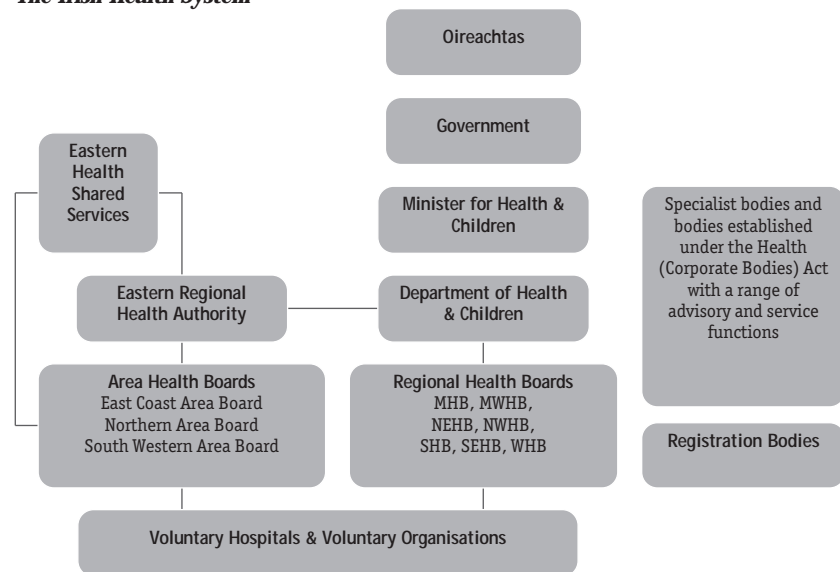 The Irish Health System
Oireachtas
Government
Eastern
Health
Shared
Services
Minister for Health &
Children
Specialist bodies and
bodies established
under the Health
(Corporate Bodies) Act
with a range of
advisory and service
functions
Eastern Regional
Health Authority
Department of Health
& Children
Area Health Boards
East Coast Area Board
Northern Area Board
South Western Area Board
Regional Health Boards
MHB, MWHB,
NEHB, NWHB,
SHB, SEHB, WHB
Registration Bodies
Voluntary Hospitals & Voluntary Organisations